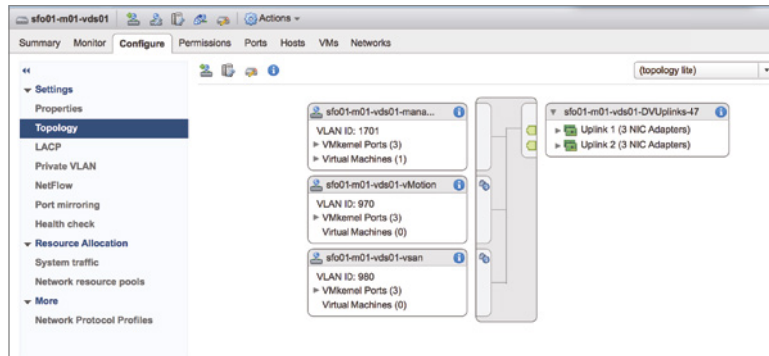 sfo01-m01-vds01 Actions
Summary Monitor Configure Permissions Ports Hosts VMs Networks
(topology lite)
Settings
Properties
Topology
LACP
Private VLAN
NetFlow
Port mirroring
Health check
Resource Allocation
System traffic
Network resource pools
More
Network Protocol Profiles
sfo01-m01-vds01-mana...
VLAN ID: 1701
VMkernel Ports (3)
Virtual Machines (1)
sfo01-m01-vds01-vMotion
VLAN ID: 970
VMkernel Ports (3)
Virtual Machines (0)
sfo01-m01-vds01-vsan
VLAN ID: 980
VMkernel Ports (3)
Virtual Machines (0)
sfo01-m01-vds01-DVUplinks-47
Uplink 1 (3 NIC Adapters)
Uplink 2 (3 NIC Adapters)